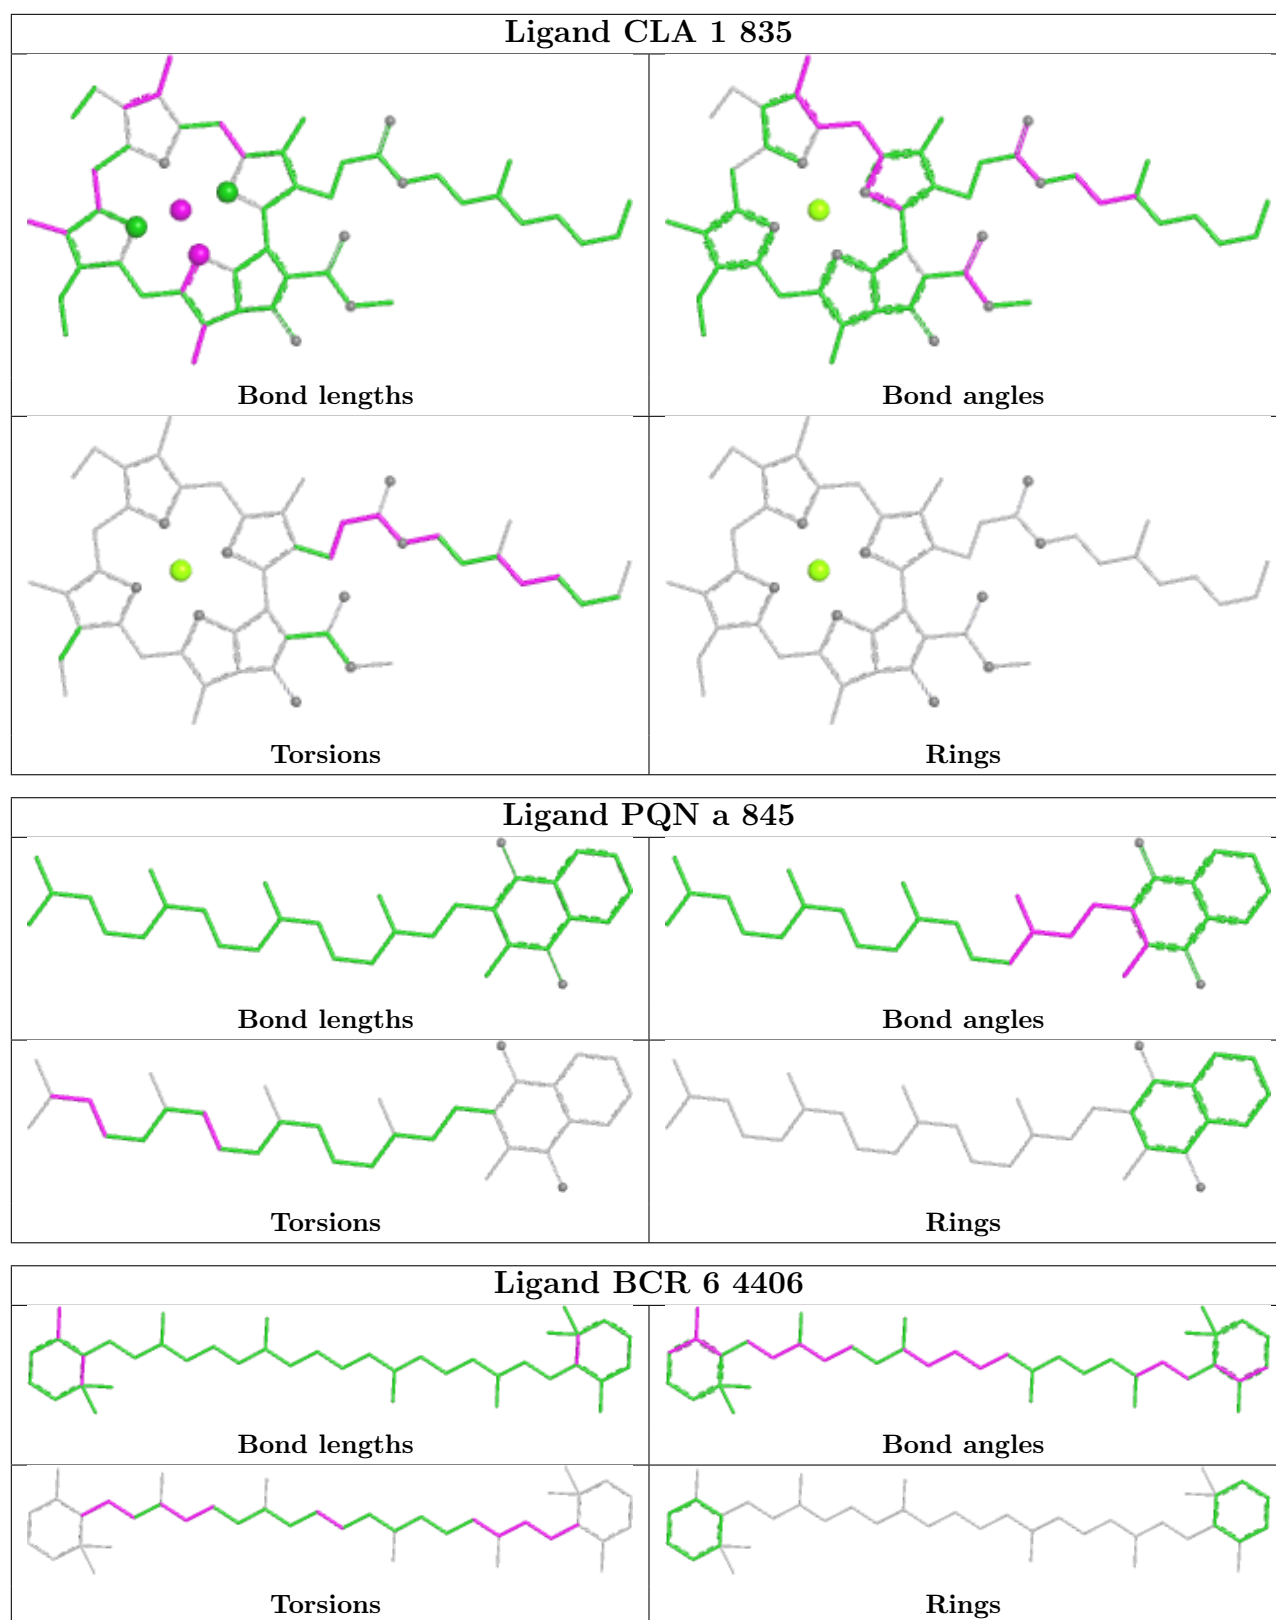 Ligand CLA 1 835
Bond lengths
Bond angles
Torsions
Rings
Ligand PQN a 845
Bond lengths
Bond angles
Torsions
Rings
Ligand BCR 6 4406
Bond lengths
Bond angles
Torsions
Rings